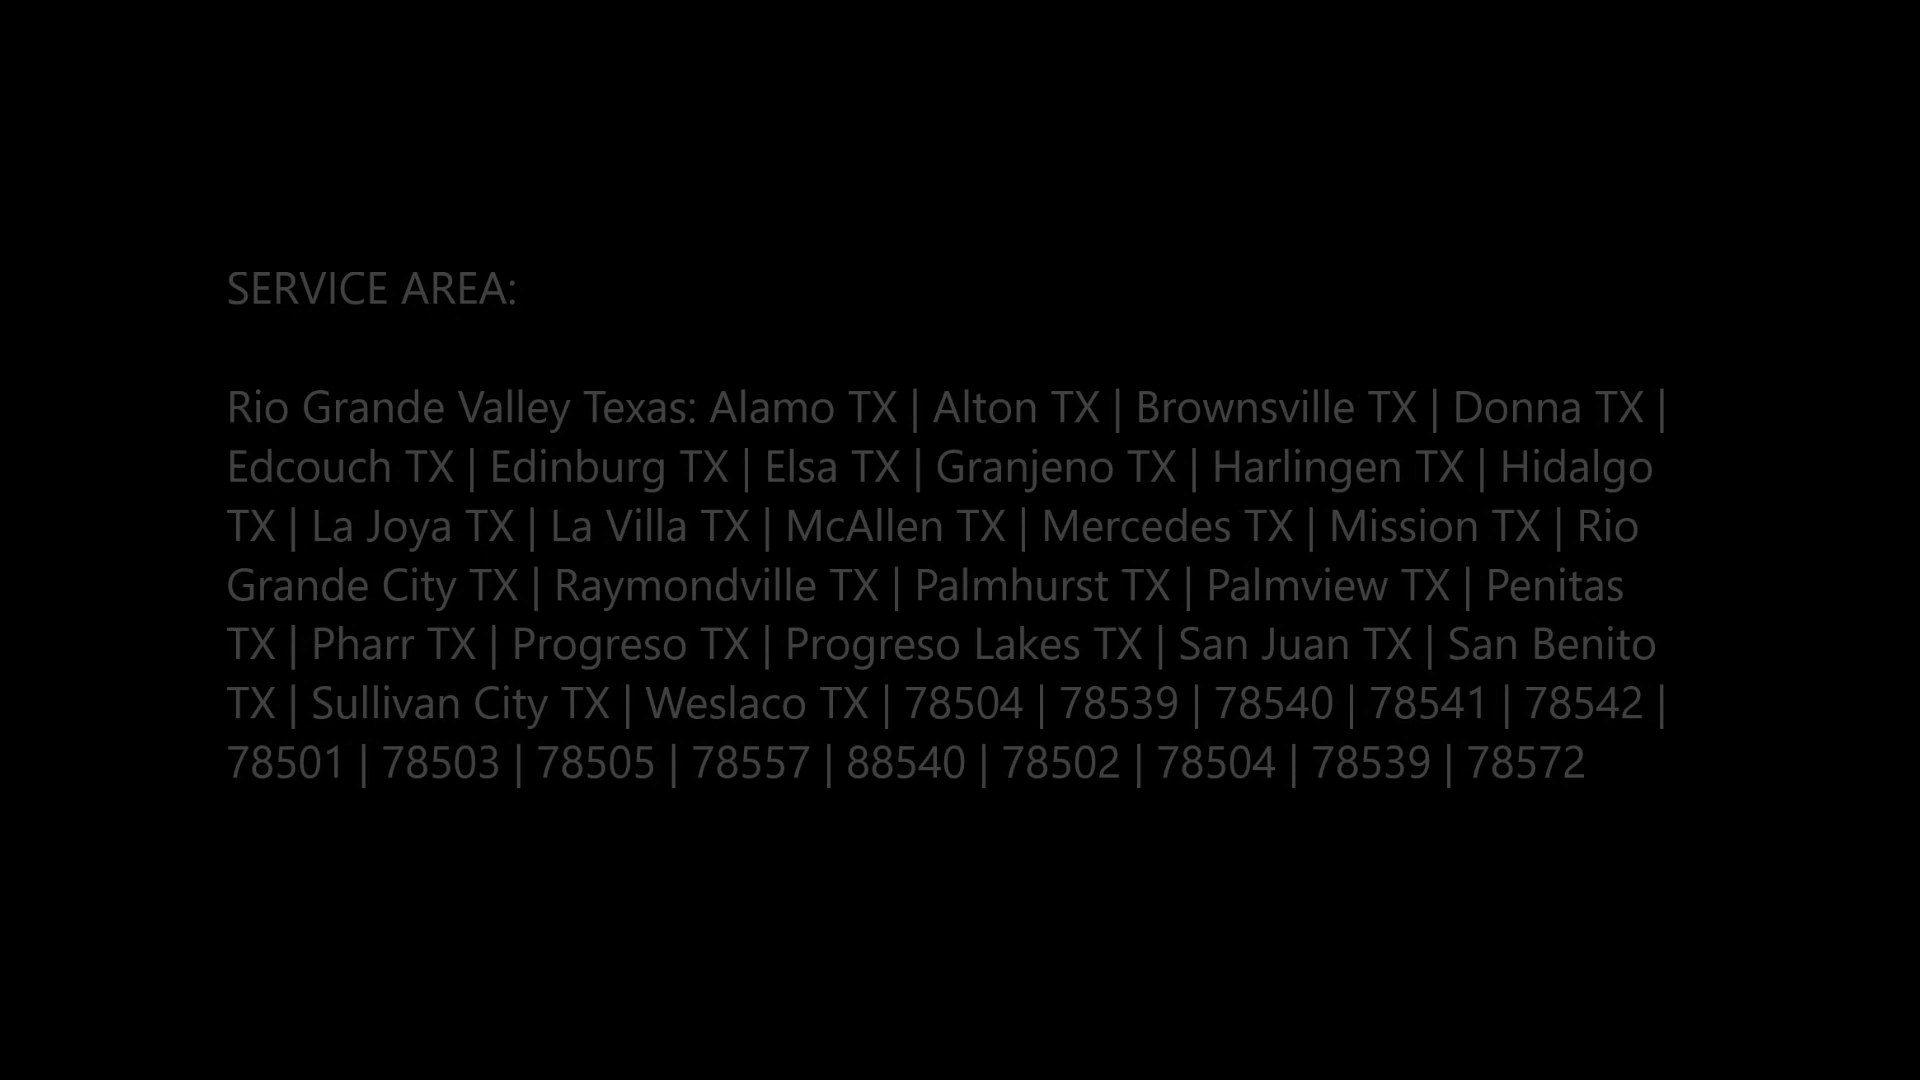 SERVICE AREA:
Rio Grande Valley Texas: Alamo TX | Alton TX | Brownsville TX | Donna TX |
Edcouch TX | Edinburg TX | Elsa TX | Granjeno TX | Harlingen TX | Hidalgo
TX | La Joya TX | La Villa TX | McAllen TX | Mercedes TX | Mission TX | Rio
Grande City TX | Raymondville TX | Palmhurst TX | Palmview TX | Penitas
TX | Pharr TX | Progreso TX | Progreso Lakes TX | San Juan TX | San Benito
TX | Sullivan City TX | Weslaco TX | 78504 | 78539 | 78540 | 78541 | 78542 |
78501 | 78503 | 78505 | 78557 | 88540 | 78502 | 78504 | 78539 | 78572